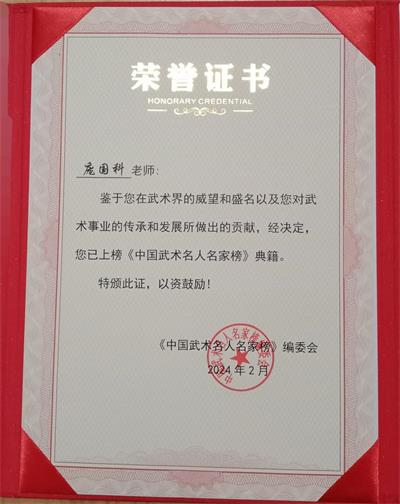 荣誉证书
HONORARY CREDENTIAL
庞国科 老师:
鉴于您在武术界的威望和盛名以及您对武
术事业的传承和发展所做出的贡献，经决定，
您已上榜《中国武术名人名家榜》典籍。
特颁此证，以资鼓励！
《中国武术名人名家榜》编委会
2024 年 2 月